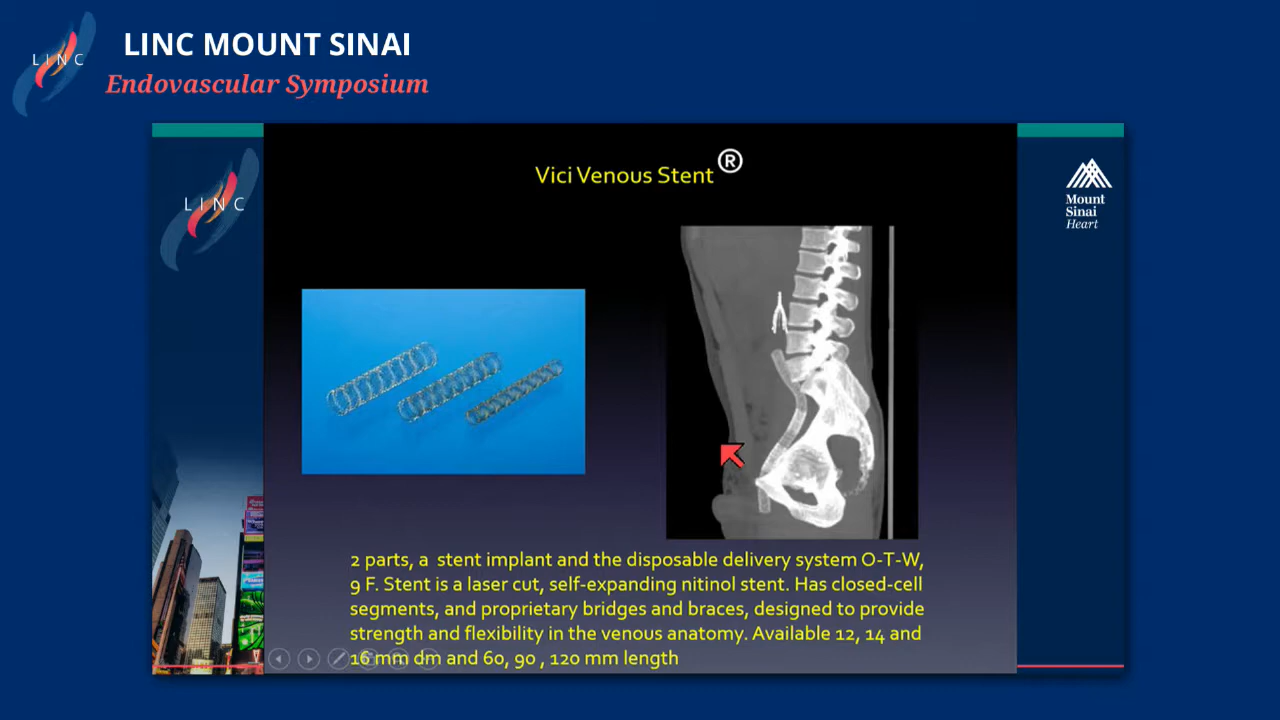 LINC
LINC MOUNT SINAI
Endovascular Symposium
LINC
Vici Venous Stent ®
Mount
Sinai
Heart
2 parts, a stent implant and the disposable delivery system O-T-W,
9 F. Stent is a laser cut, self-expanding nitinol stent. Has closed-cell
segments, and proprietary bridges and braces, designed to provide
strength and flexibility in the venous anatomy. Available 12, 14 and
16 mm dm and 60, 90 , 120 mm length